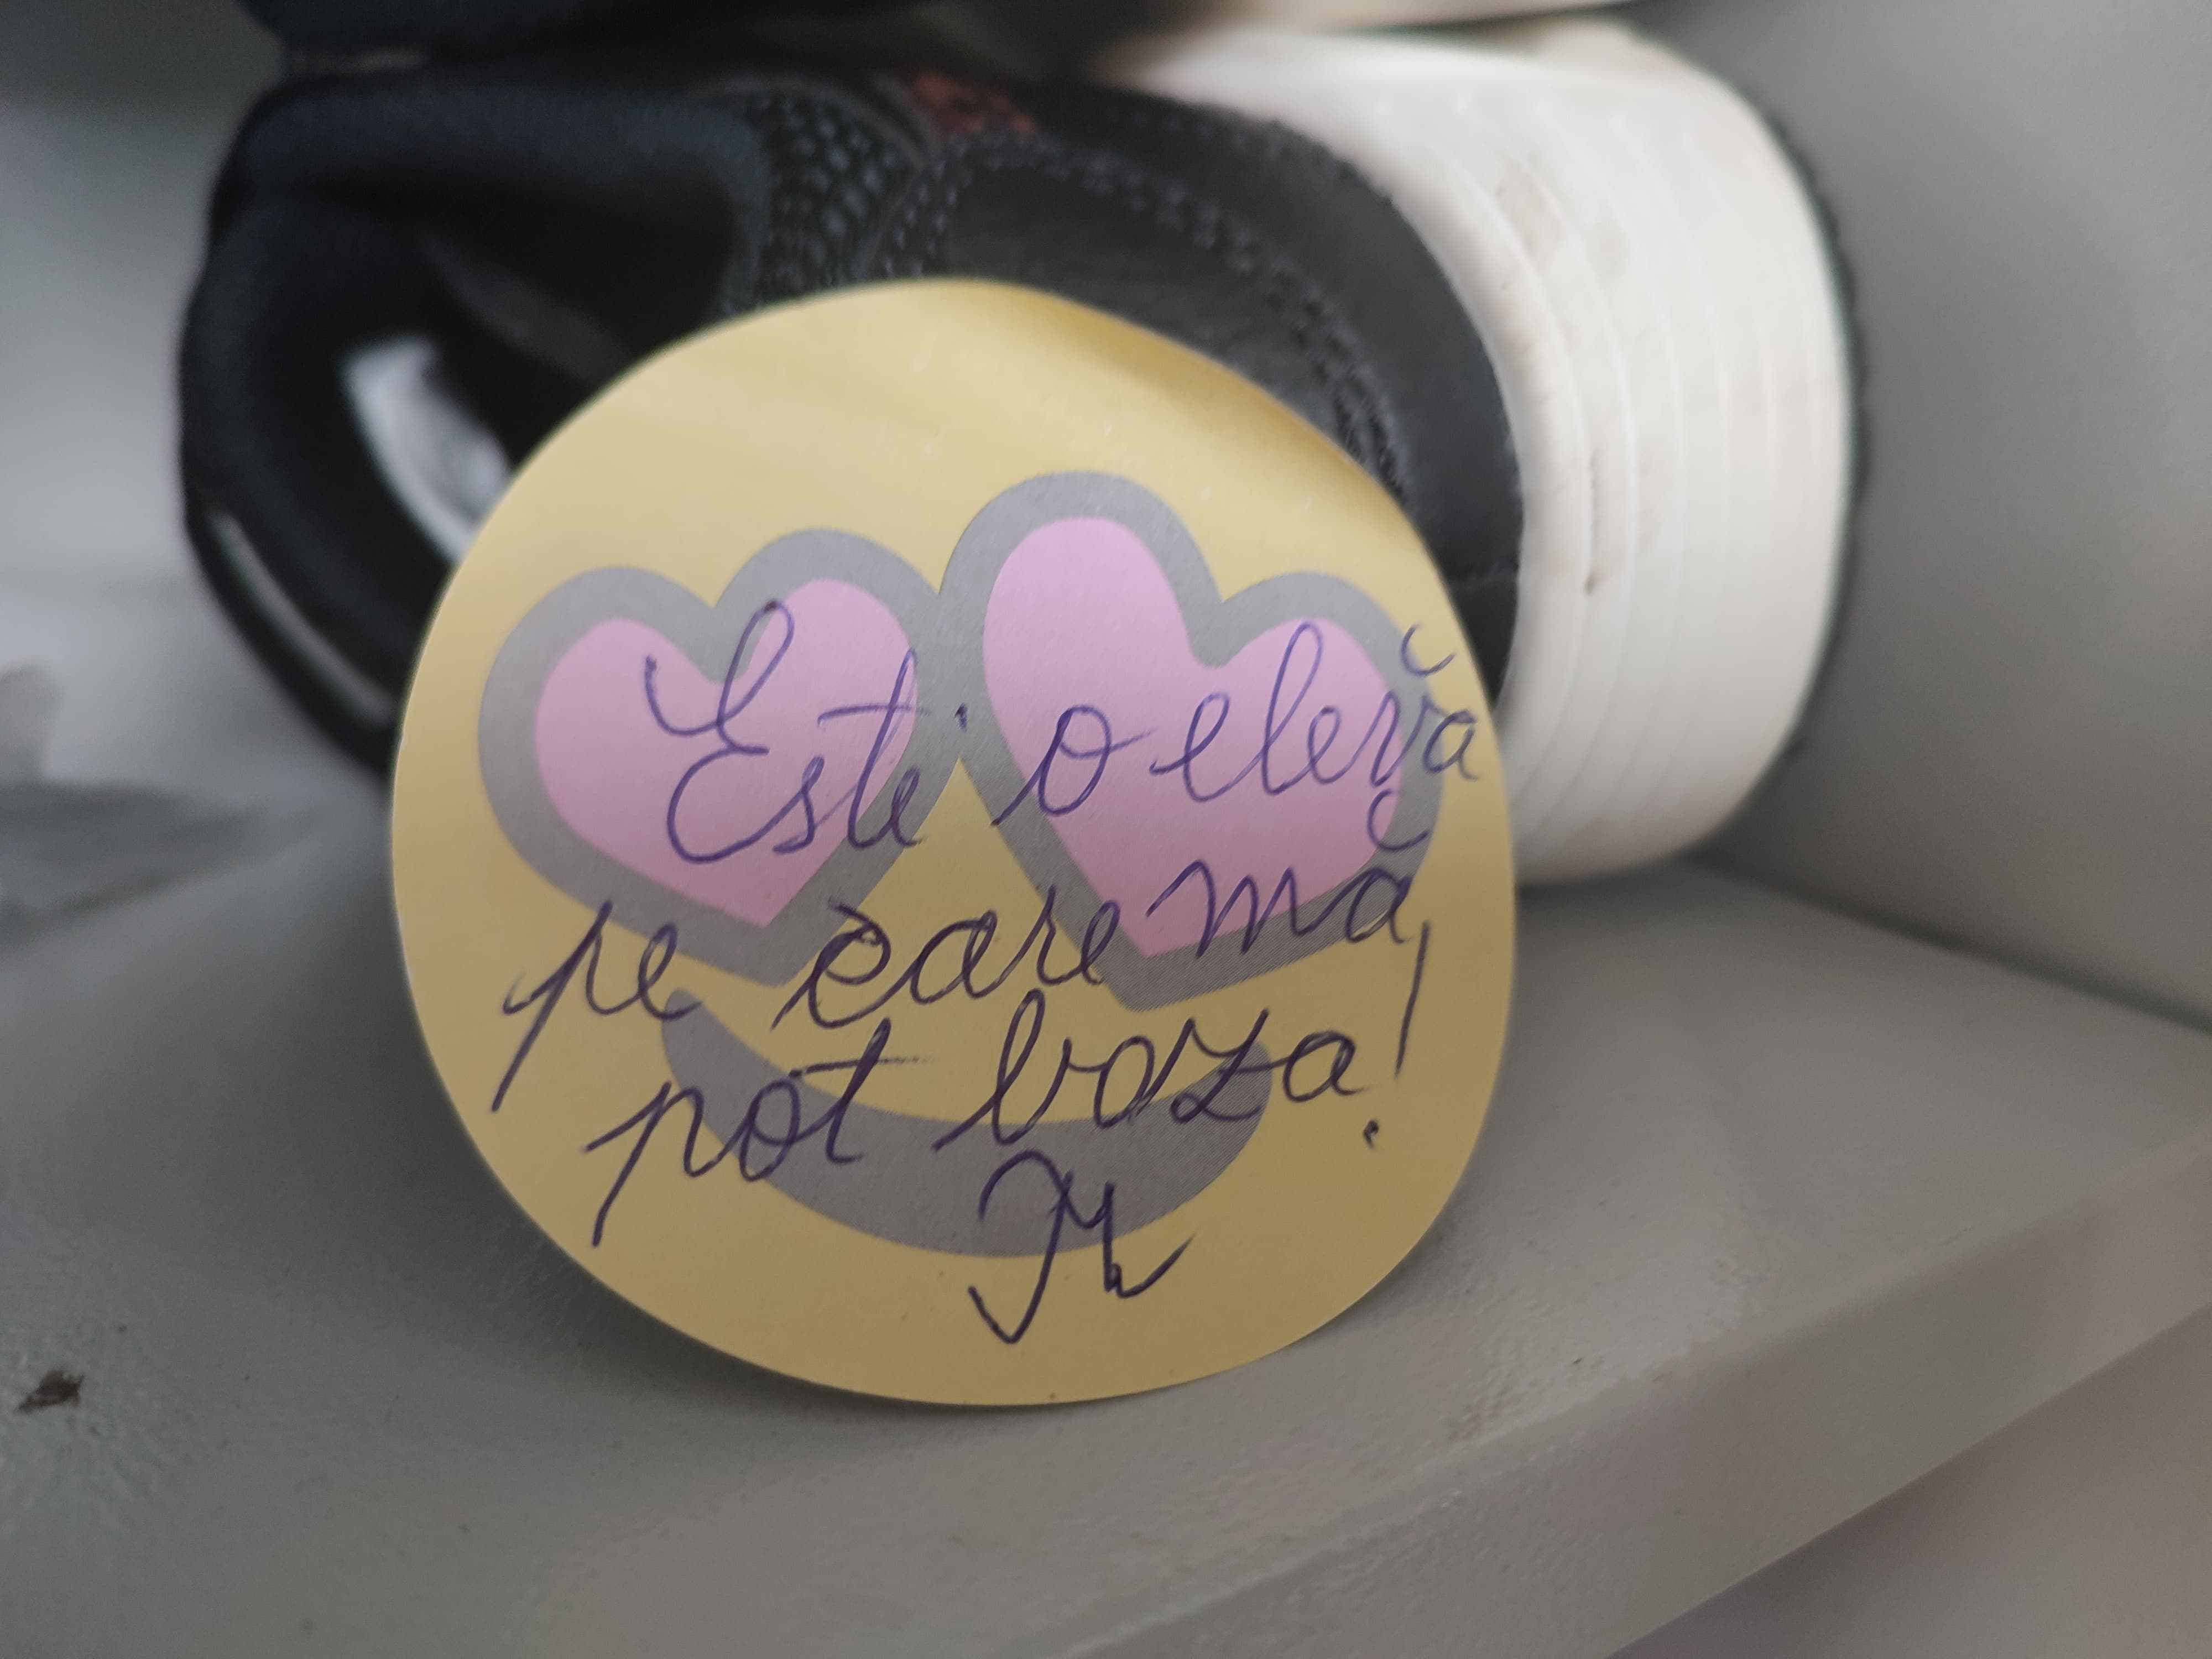 Ești o elevă
pe care mă
pot baza!